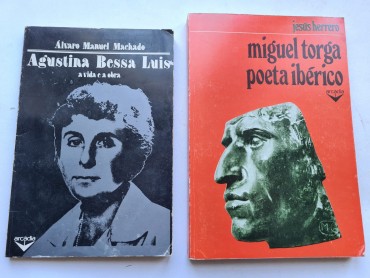 Álvaro Manuel Machado
Agustina Bessa Luís
a vida e a obra
arcádia
jesús herrero
miguel torga
poeta ibérico
arcádia